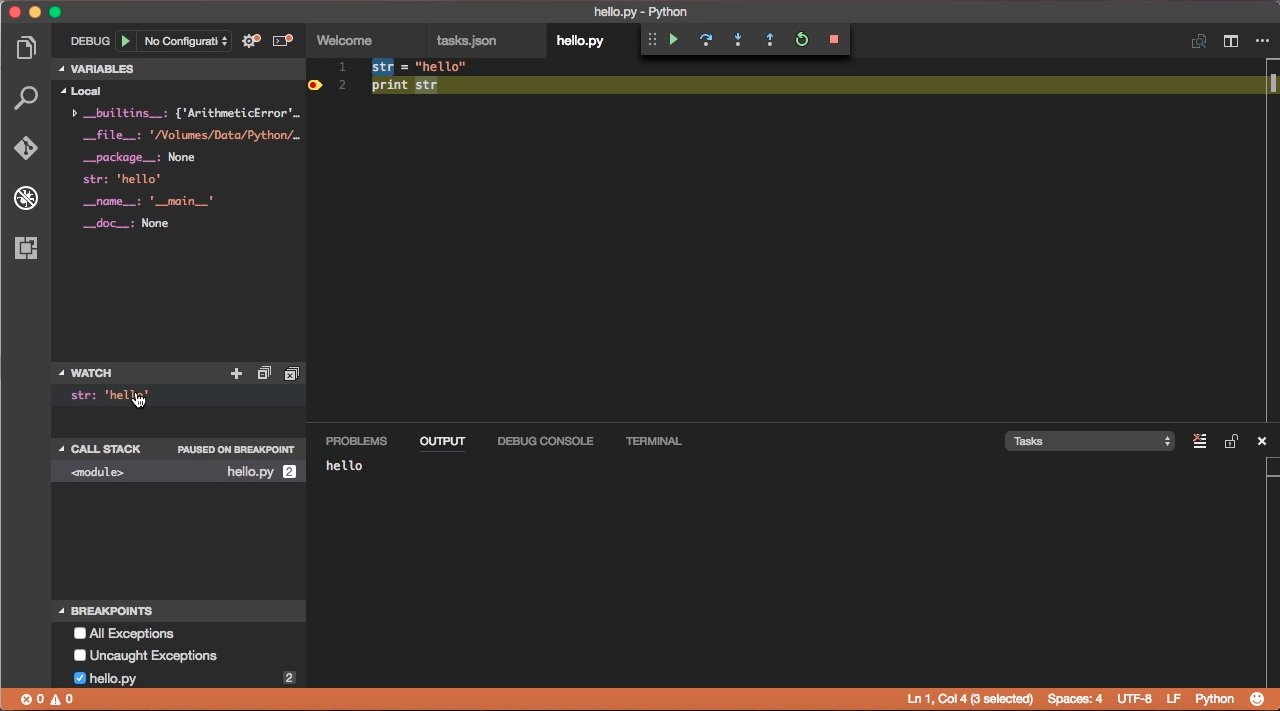 hello.py - Python
DEBUG No Configurati
Welcome tasks.json hello.py
VARIABLES
Local
__builtins__: {'ArithmeticError'…
__file__: '/Volumes/Data/Python/…
__package__: None
str: 'hello'
__name__: '__main__'
__doc__: None
1 str = "hello"
2 print str
WATCH
str: 'hello'
CALL STACK PAUSED ON BREAKPOINT
<module> hello.py 2
BREAKPOINTS
All Exceptions
Uncaught Exceptions
hello.py 2
PROBLEMS OUTPUT DEBUG CONSOLE TERMINAL Tasks
hello
0 0 Ln 1, Col 4 (3 selected) Spaces: 4 UTF-8 LF Python